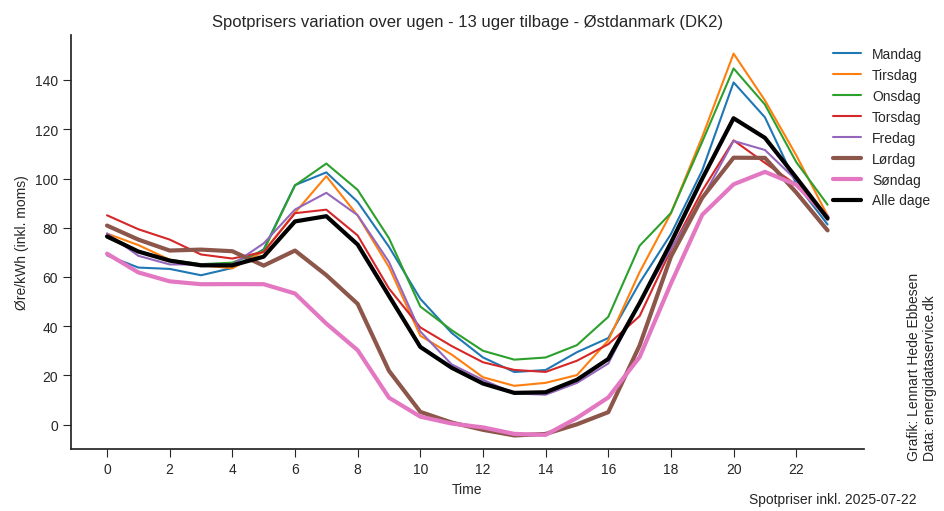 Spotprisers variation over ugen - 13 uger tilbage - Østdanmark (DK2)
Øre/kWh (inkl. moms)
140
120
100
80
60
40
20
0
0 2 4 6 8 10 12 14 16 18 20 22
Time
Mandag
Tirsdag
Onsdag
Torsdag
Fredag
Lørdag
Søndag
Alle dage
Grafik: Lennart Hede Ebbesen
Data: energidataservice.dk
Spotpriser inkl. 2025-07-22